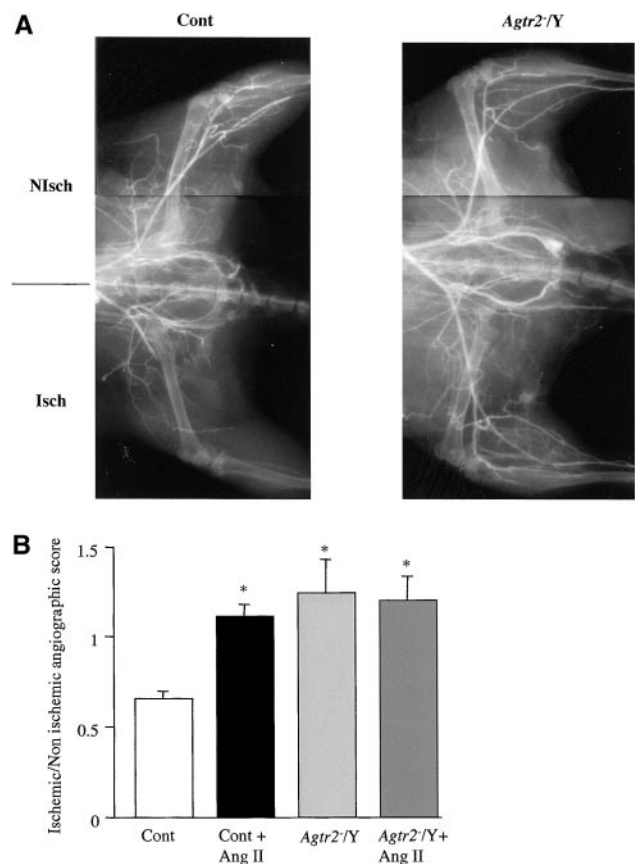 A
Cont
Agtr2⁻/Y
NIsch
Isch
B
Ischemic/Non ischemic angiographic score
1.5
1
0.5
0
*
*
*
Cont
Cont +
Ang II
Agtr2⁻/Y
Agtr2⁻/Y+
Ang II